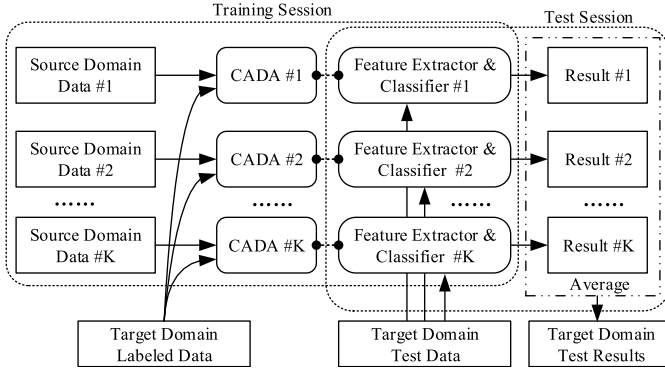 Training Session
Test Session
Source Domain
Data #1
CADA #1
Feature Extractor &
Classifier #1
Result #1
Source Domain
Data #2
CADA #2
Feature Extractor &
Classifier #2
Result #2
......
......
......
......
Source Domain
Data #K
CADA #K
Feature Extractor &
Classifier #K
Result #K
Average
Target Domain
Labeled Data
Target Domain
Test Data
Target Domain
Test Results